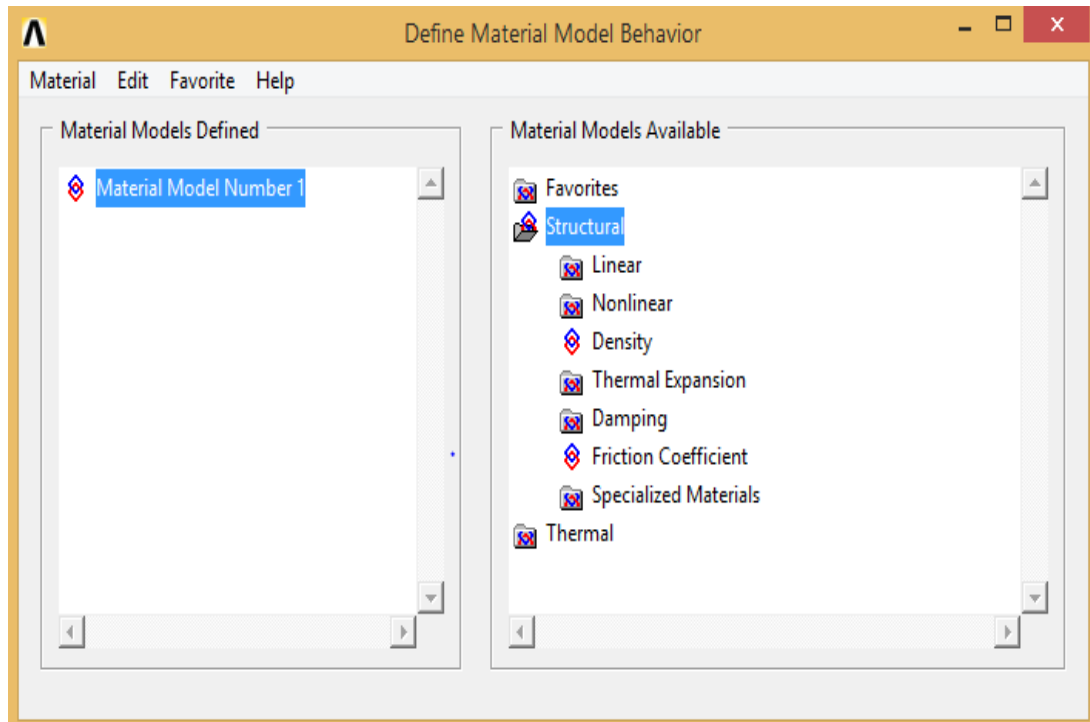 Define Material Model Behavior
Material Edit Favorite Help
Material Models Defined
Material Model Number 1
Material Models Available
Favorites
Structural
Linear
Nonlinear
Density
Thermal Expansion
Damping
Friction Coefficient
Specialized Materials
Thermal